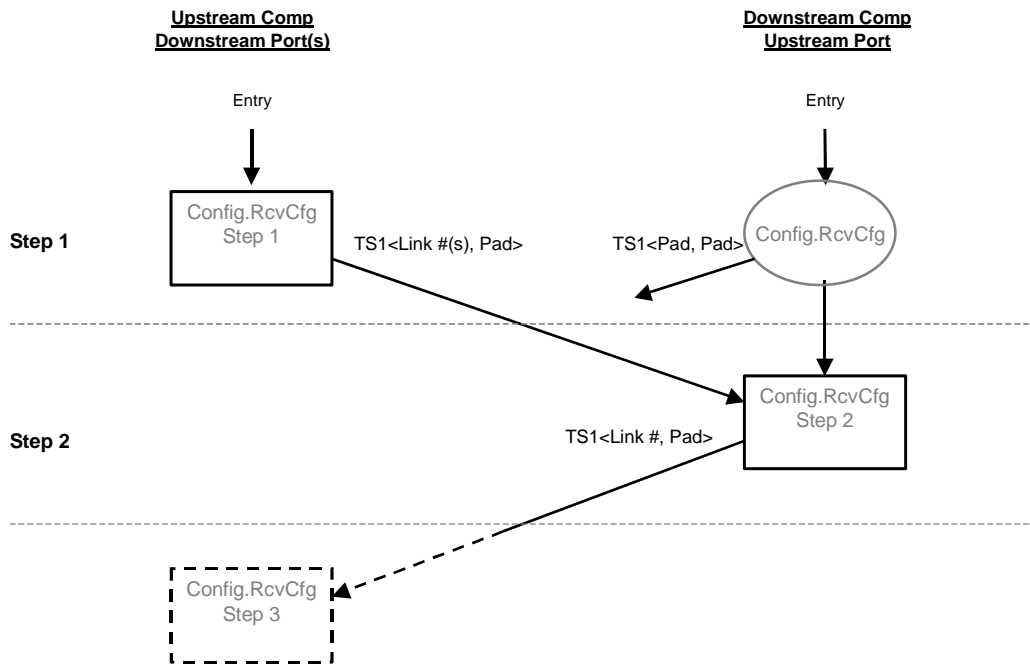 Upstream Comp
Downstream Port(s)
Downstream Comp
Upstream Port
Entry
Entry
Step 1
Config.RcvCfg
Step 1
TS1<Link #(s), Pad>
TS1<Pad, Pad>
Config.RcvCfg
Step 2
TS1<Link #, Pad>
Config.RcvCfg
Step 2
Config.RcvCfg
Step 3